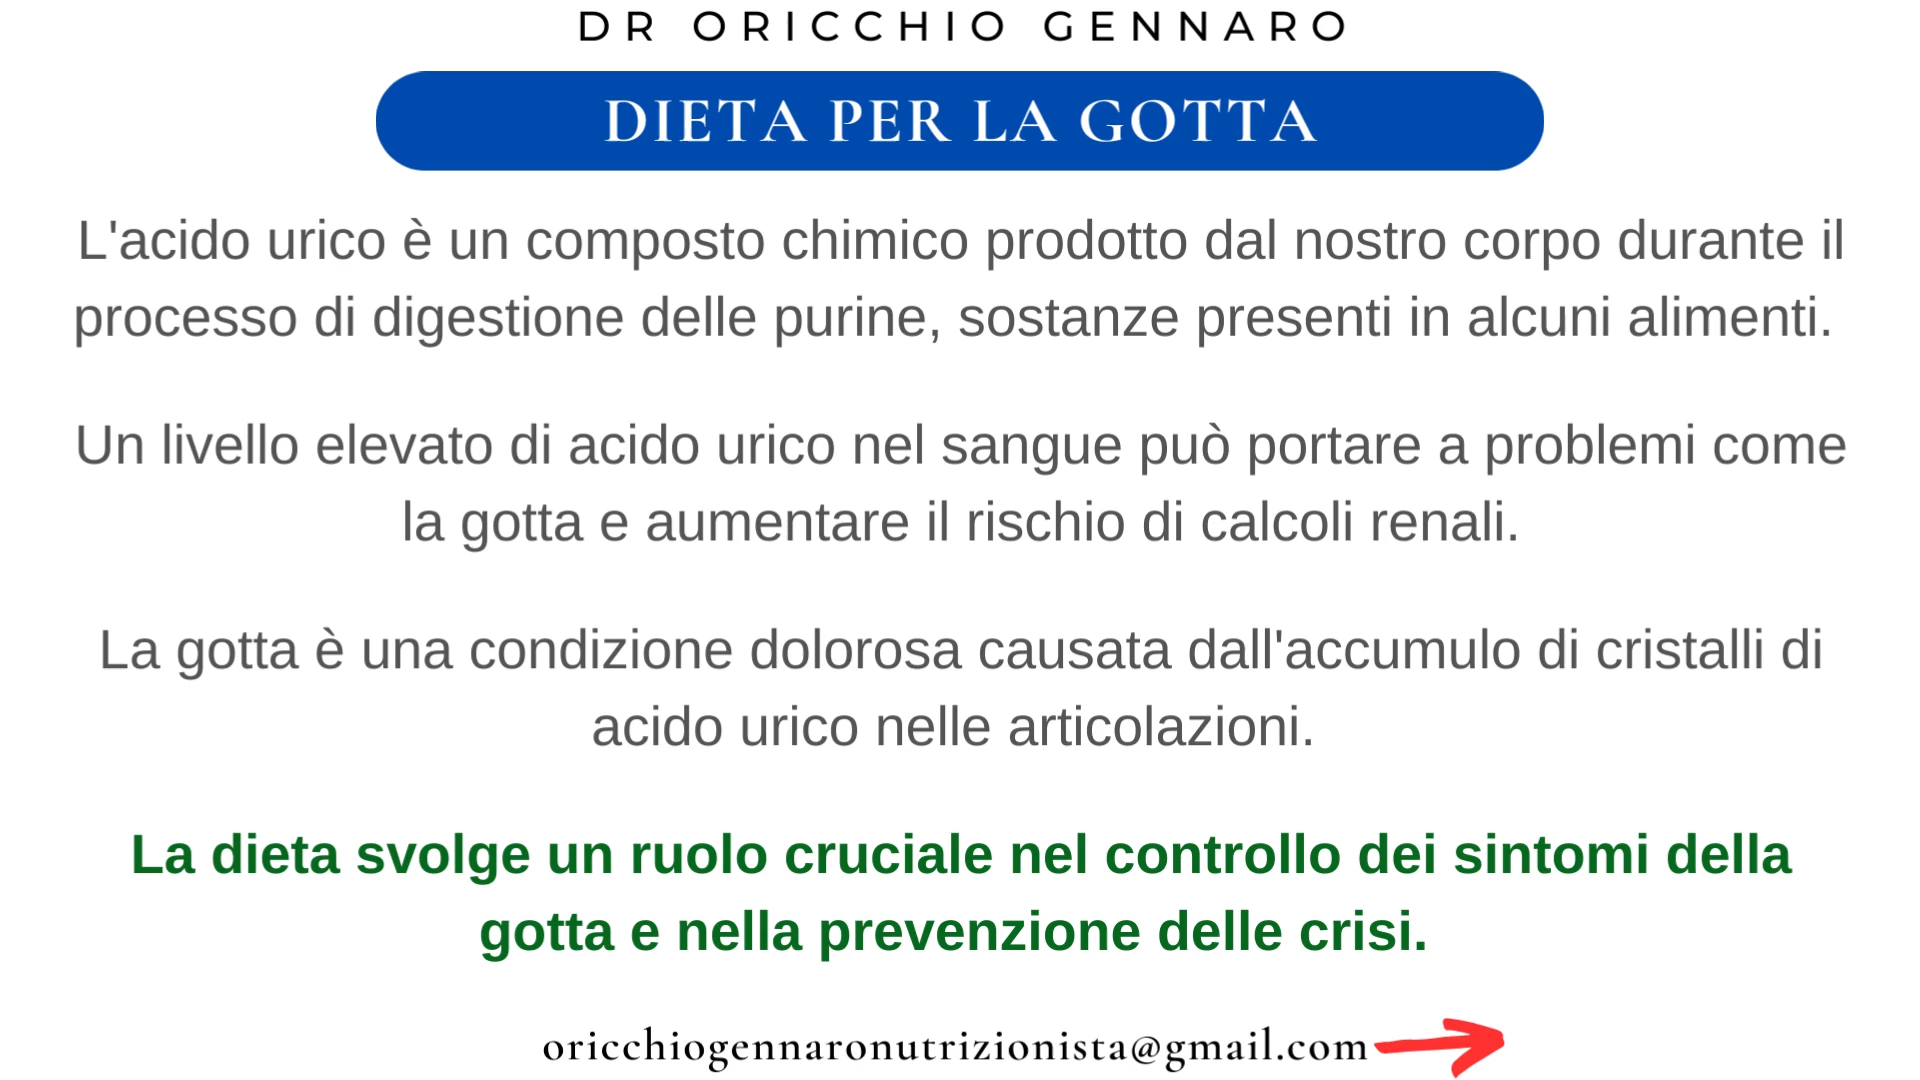 DR ORICCHIO GENNARO
DIETA PER LA GOTTA
L'acido urico è un composto chimico prodotto dal nostro corpo durante il
processo di digestione delle purine, sostanze presenti in alcuni alimenti.
Un livello elevato di acido urico nel sangue può portare a problemi come
la gotta e aumentare il rischio di calcoli renali.
La gotta è una condizione dolorosa causata dall'accumulo di cristalli di
acido urico nelle articolazioni.
La dieta svolge un ruolo cruciale nel controllo dei sintomi della
gotta e nella prevenzione delle crisi.
oricchiogennaronutrizionista@gmail.com